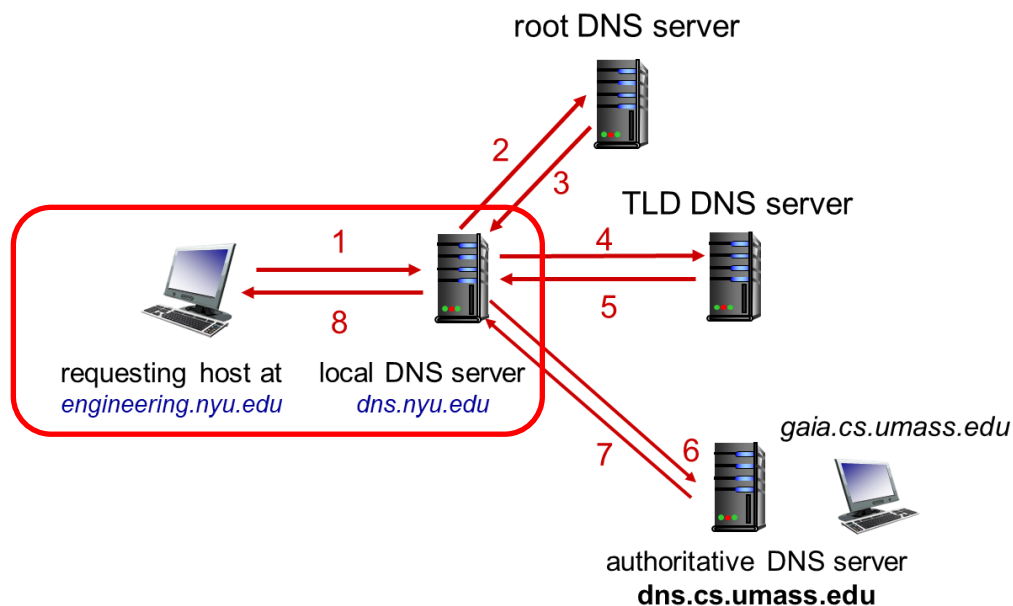 root DNS server
2
3
TLD DNS server
1
4
5
8
requesting host at
engineering.nyu.edu
local DNS server
dns.nyu.edu
gaia.cs.umass.edu
6
7
authoritative DNS server
dns.cs.umass.edu